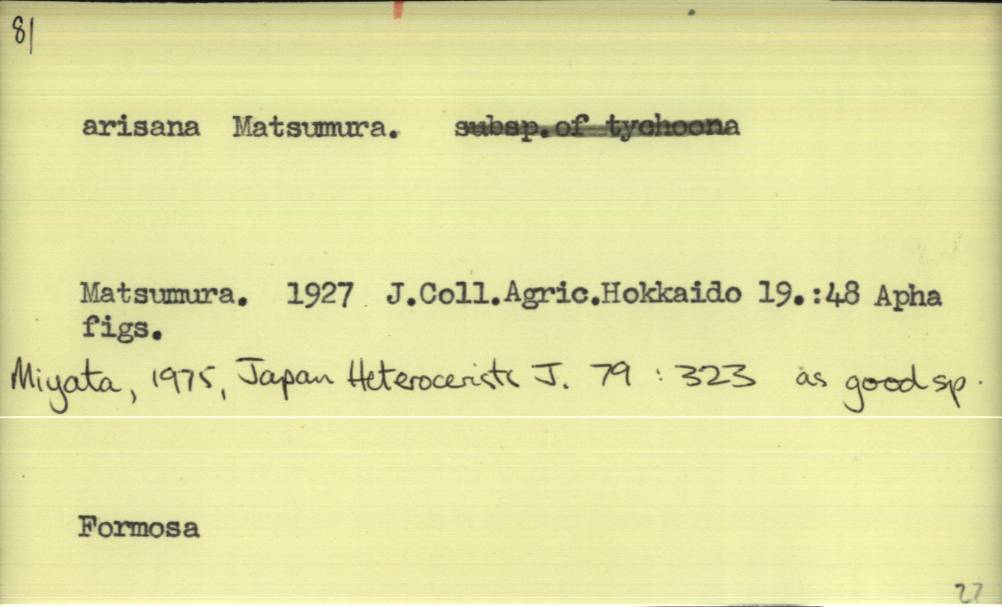 81
arisana Matsumura. subsp.of tychoona
Matsumura. 1927 J.Coll.Agric.Hokkaido 19.:48 Apha
figs.
Miyata, 1975, Japan Heterocerists J. 79 : 323 as good sp.
Formosa
27